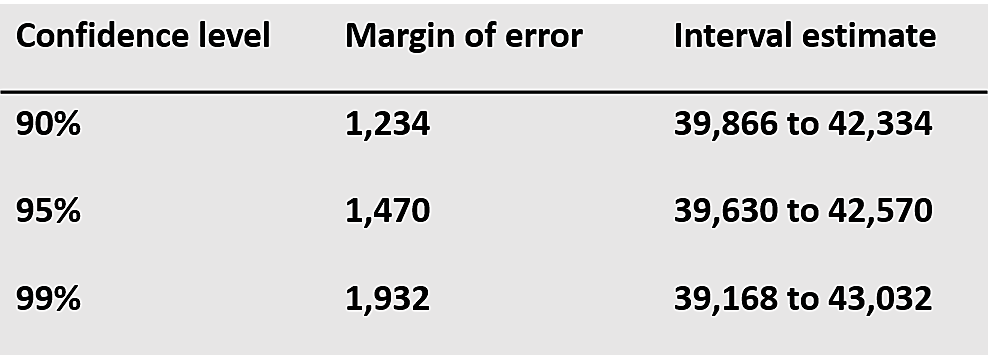 Confidence level Margin of error Interval estimate
90% 1,234 39,866 to 42,334
95% 1,470 39,630 to 42,570
99% 1,932 39,168 to 43,032